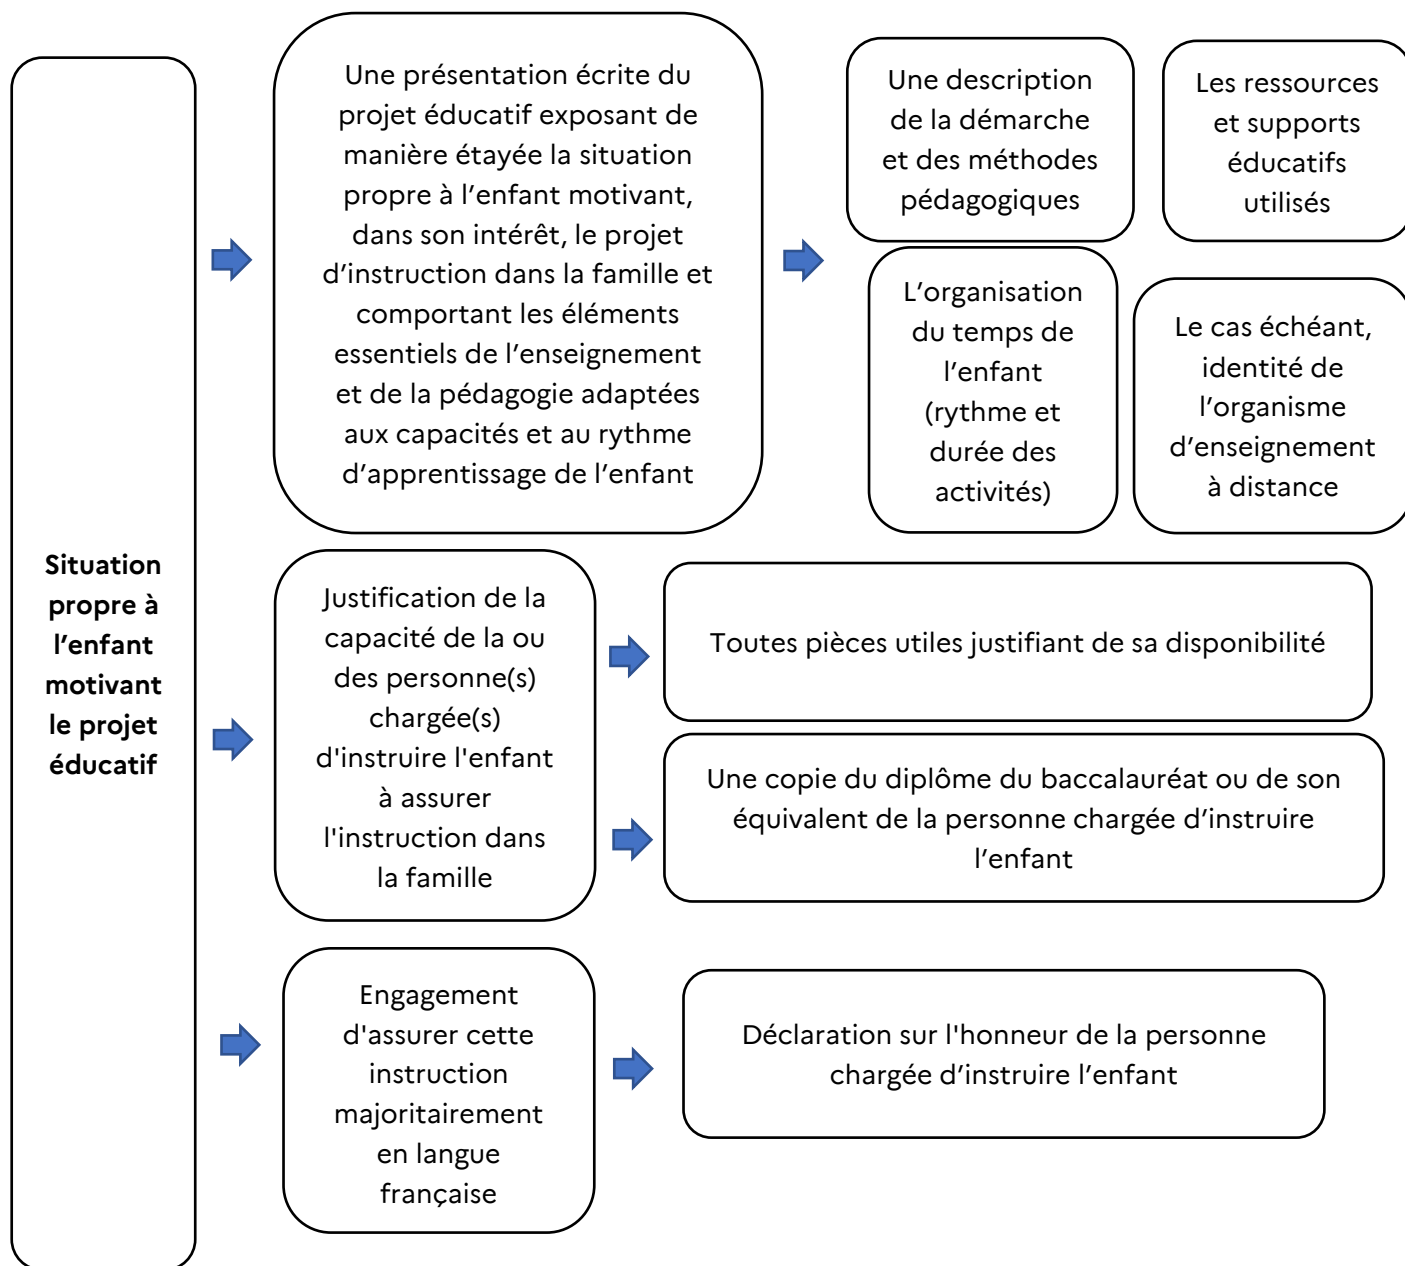 Situation
propre à
l’enfant
motivant
le projet
éducatif
Une présentation écrite du
projet éducatif exposant de
manière étayée la situation
propre à l’enfant motivant,
dans son intérêt, le projet
d’instruction dans la famille et
comportant les éléments
essentiels de l’enseignement
et de la pédagogie adaptées
aux capacités et au rythme
d’apprentissage de l’enfant
Une description
de la démarche
et des méthodes
pédagogiques
Les ressources
et supports
éducatifs
utilisés
L’organisation
du temps de
l’enfant
(rythme et
durée des
activités)
Le cas échéant,
identité de
l’organisme
d’enseignement
à distance
Justification de la
capacité de la ou
des personne(s)
chargée(s)
d'instruire l'enfant
à assurer
l'instruction dans
la famille
Toutes pièces utiles justifiant de sa disponibilité
Une copie du diplôme du baccalauréat ou de son
équivalent de la personne chargée d’instruire
l’enfant
Engagement
d'assurer cette
instruction
majoritairement
en langue
française
Déclaration sur l'honneur de la personne
chargée d’instruire l’enfant